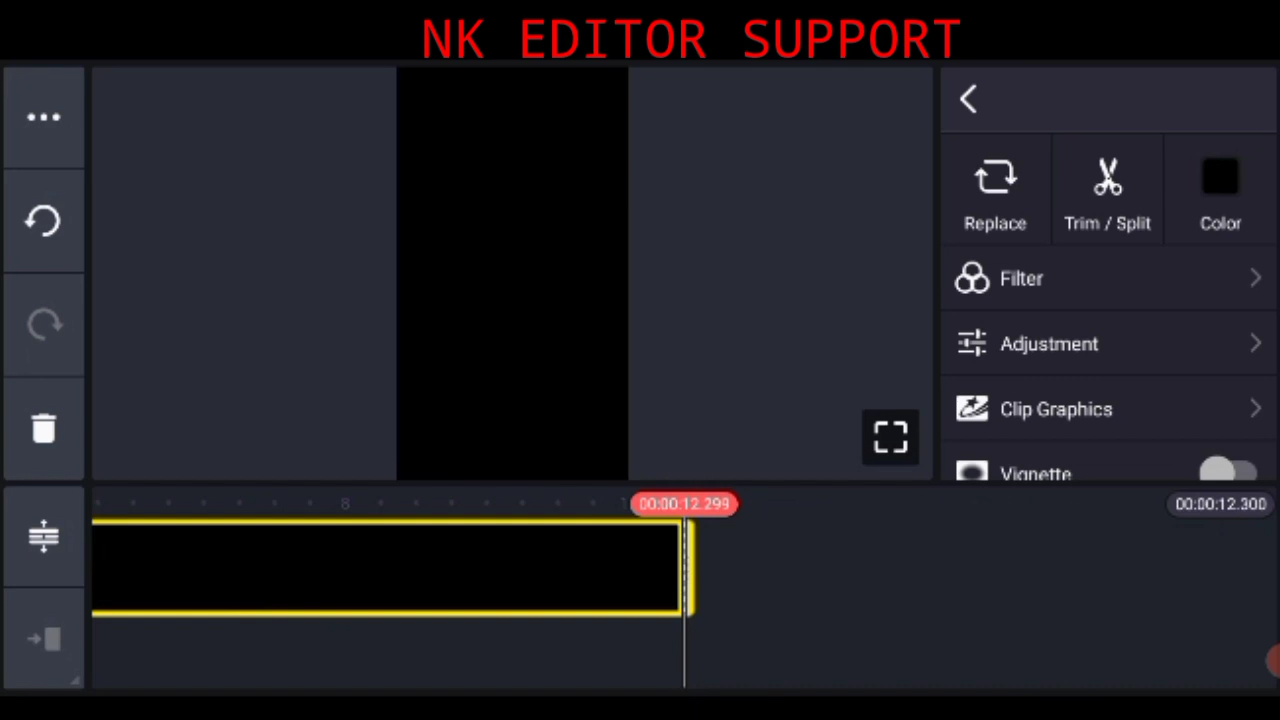 NK EDITOR SUPPORT
Replace
Trim / Split
Color
Filter
Adjustment
Clip Graphics
Vignette
8
00:00:12.299
00:00:12.300